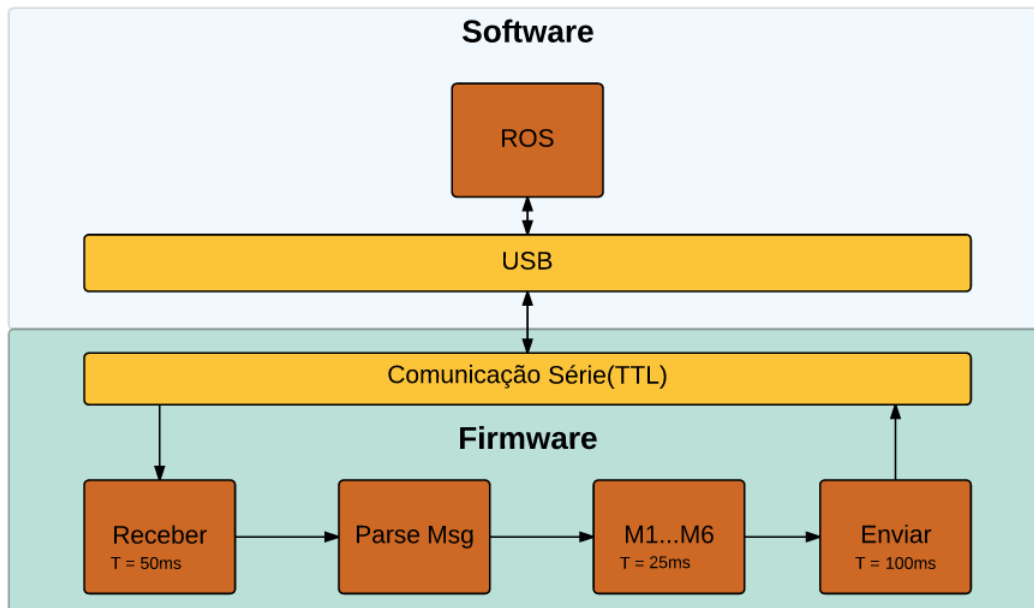 Software
ROS
USB
Comunicação Série(TTL)
Firmware
Receber
T = 50ms
Parse Msg
M1...M6
T = 25ms
Enviar
T = 100ms